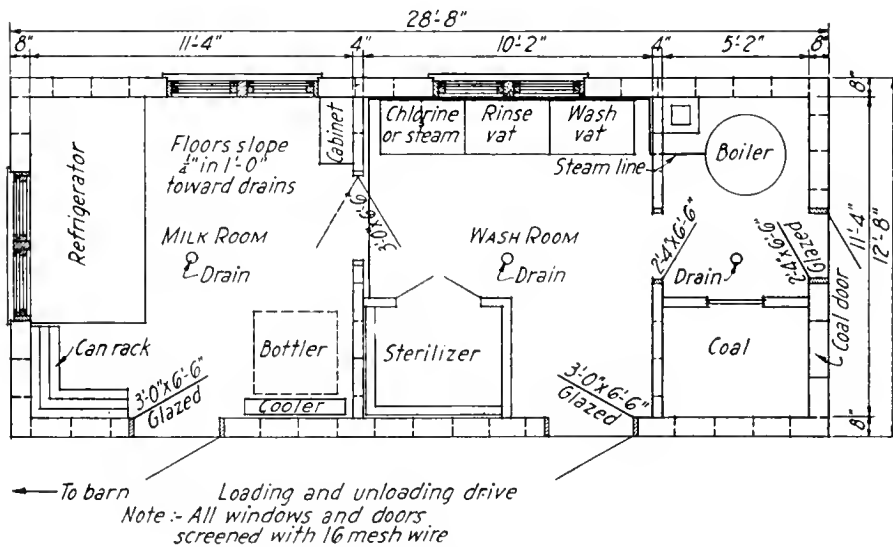 28'-8"
8" 11'-4" 4" 10'-2" 4" 5'-2" 8"
8"
Refrigerator
Floors slope
¼" in 1'-0"
toward drains
Cabinet
Chlorine
or steam
Rinse
vat
Wash
vat
Steam line
Boiler
MILK ROOM
Drain
3'-0"x6'-6"
WASH ROOM
Drain
2'-4"x6'-6"
Drain
2'-4"x6'-6"
Glazed
11'-4"
12'-8"
Coal door
Can rack
3'-0"x6'-6"
Glazed
Bottler
Cooler
Sterilizer
3'-0"x6'-6"
Glazed
Coal
8"
To barn
Loading and unloading drive
Note:- All windows and doors
screened with 16 mesh wire